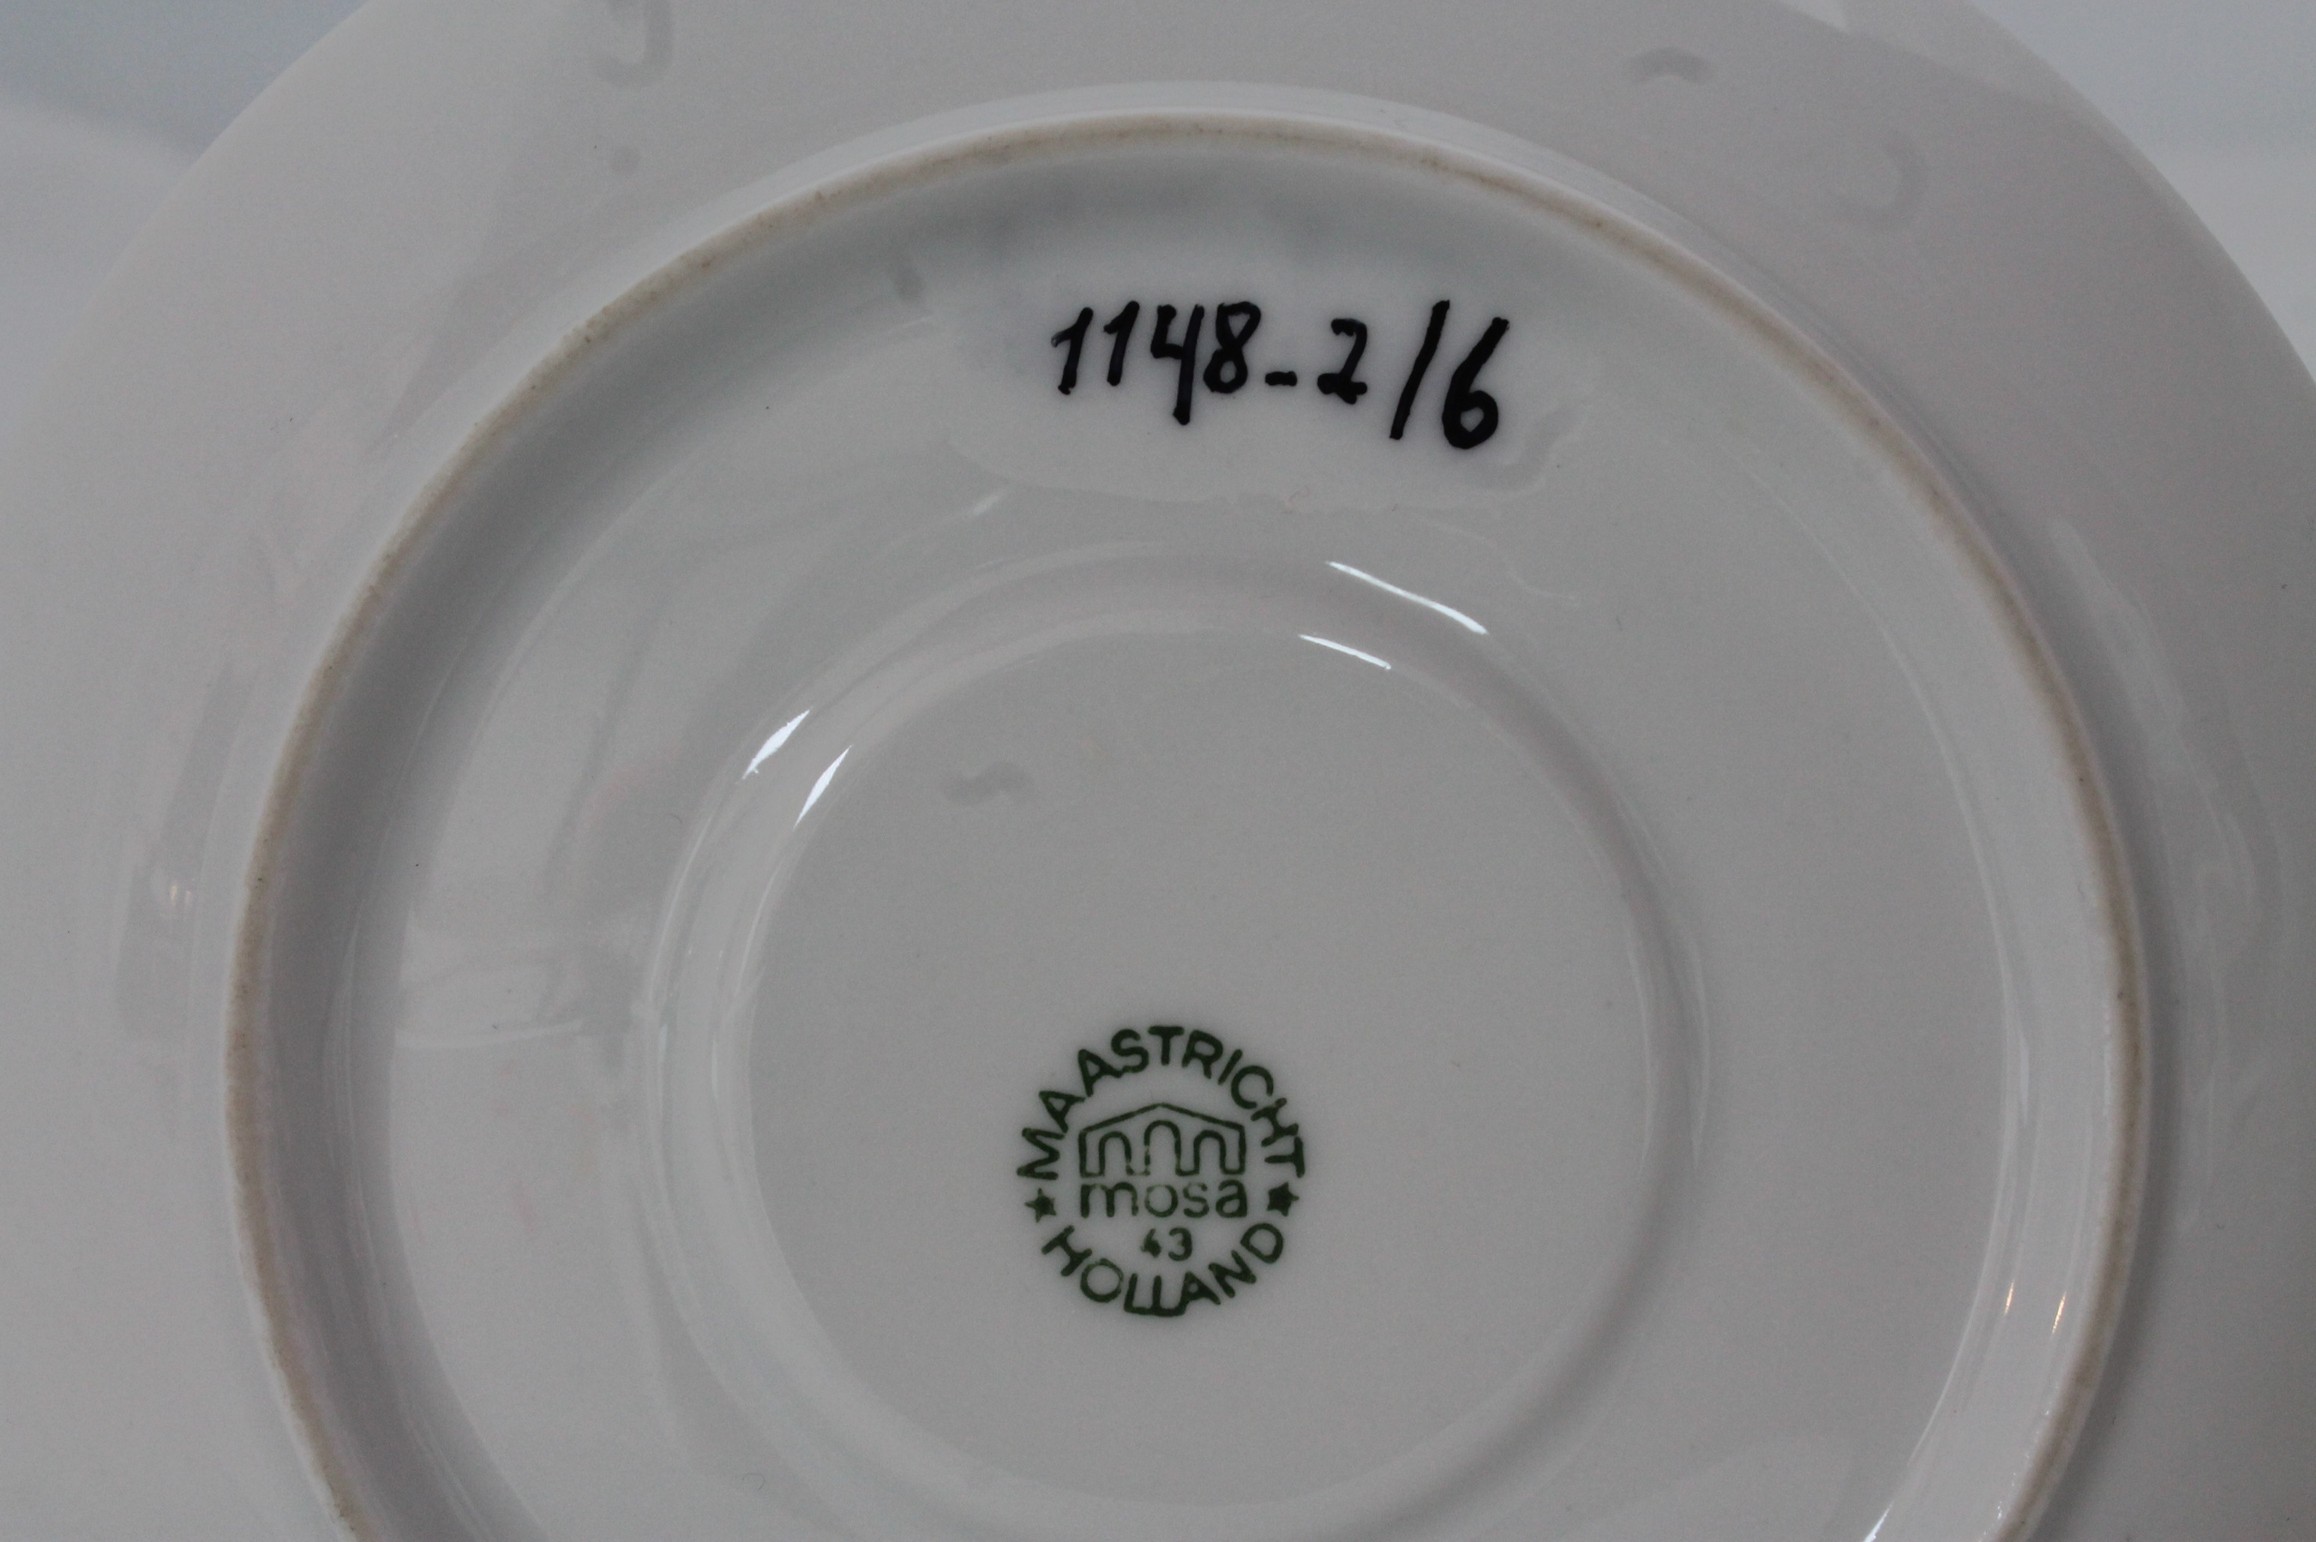 1148-2/6
MAASTRICHT
mosa
43
HOLLAND